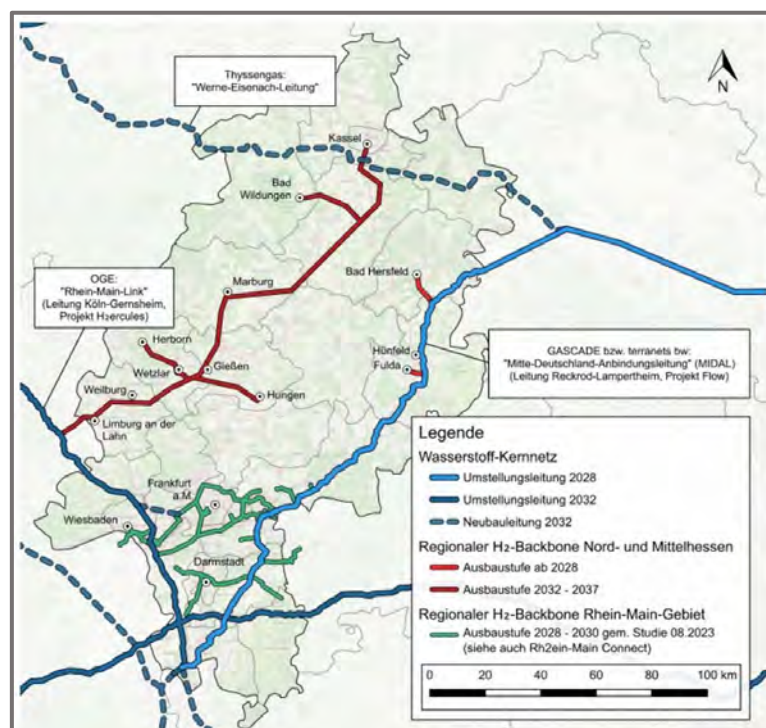 Thyssengas:
"Werne-Eisenach-Leitung"
N
Kassel
Bad
Wildungen
OGE:
"Rhein-Main-Link"
(Leitung Köln-Gernsheim,
Projekt H₂ercules)
Marburg
Bad Hersfeld
Herborn
Wetzlar
Gießen
Hünfeld
Fulda
GASCADE bzw. terranets bw:
"Mitte-Deutschland-Anbindungsleitung" (MIDAL)
(Leitung Reckrod-Lampertheim, Projekt Flow)
Weilburg
Hungen
Limburg an der
Lahn
Frankfurt
a.M.
Wiesbaden
Darmstadt
Legende
Wasserstoff-Kernnetz
Umstellungsleitung 2028
Umstellungsleitung 2032
Neubauleitung 2032
Regionaler H₂-Backbone Nord- und Mittelhessen
Ausbaustufe ab 2028
Ausbaustufe 2032 - 2037
Regionaler H₂-Backbone Rhein-Main-Gebiet
Ausbaustufe 2028 - 2030 gem. Studie 08.2023
(siehe auch Rh2ein-Main Connect)
0 20 40 60 80 100 km